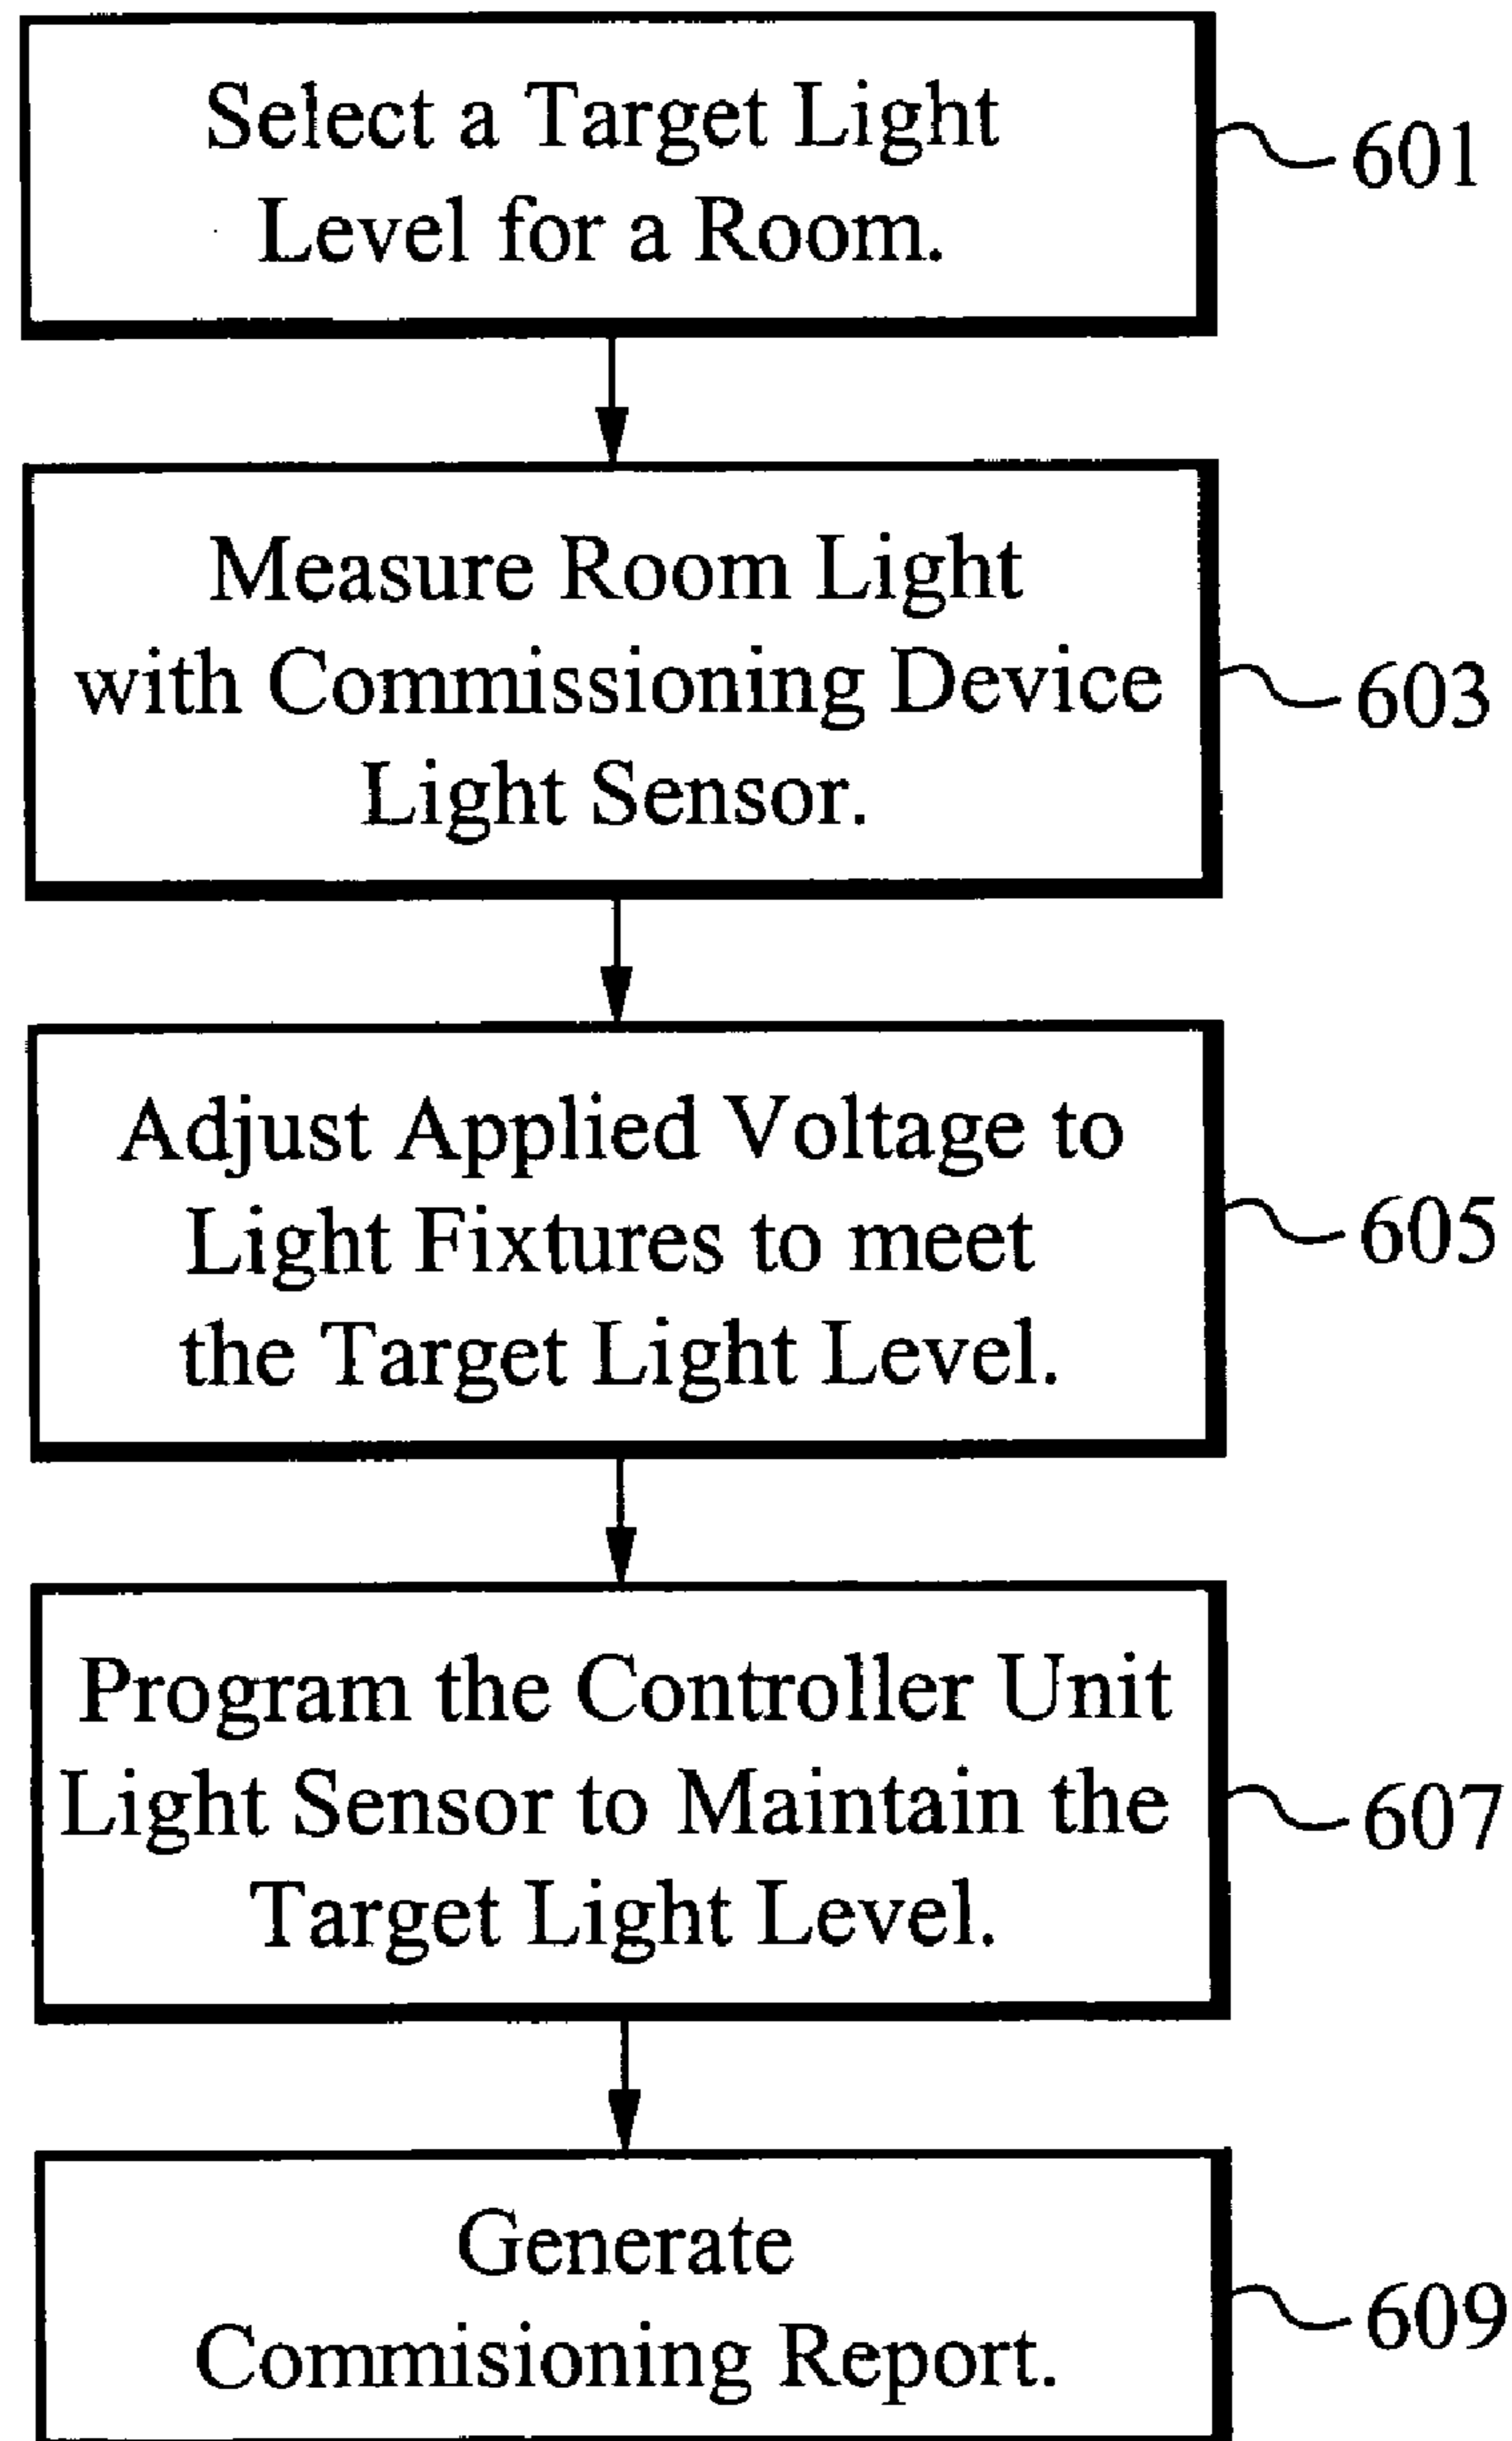 Select a Target Light
Level for a Room.
601
Measure Room Light
with Commissioning Device
Light Sensor.
603
Adjust Applied Voltage to
Light Fixtures to meet
the Target Light Level.
605
Program the Controller Unit
Light Sensor to Maintain the
Target Light Level.
607
Generate
Commisioning Report.
609